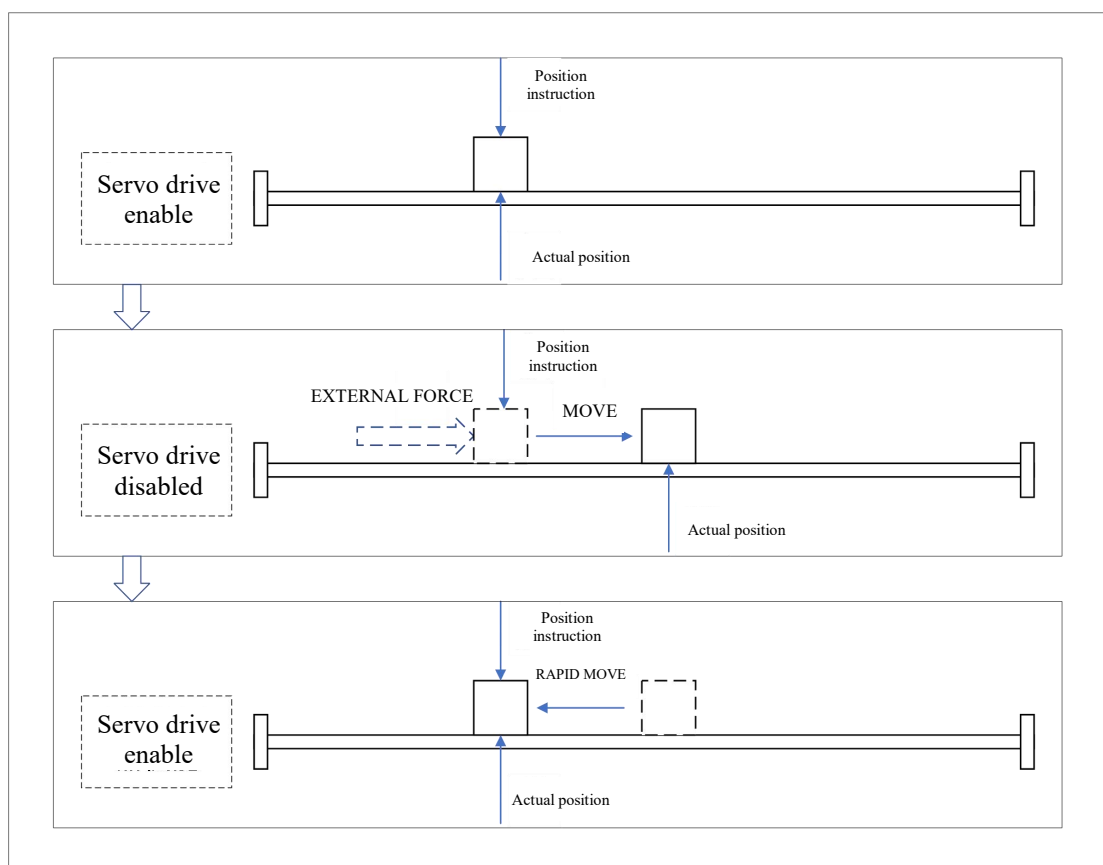 Position
instruction
Servo drive
enable
Actual position
Position
instruction
EXTERNAL FORCE
MOVE
Servo drive
disabled
Actual position
Position
instruction
RAPID MOVE
Servo drive
enable
Actual position